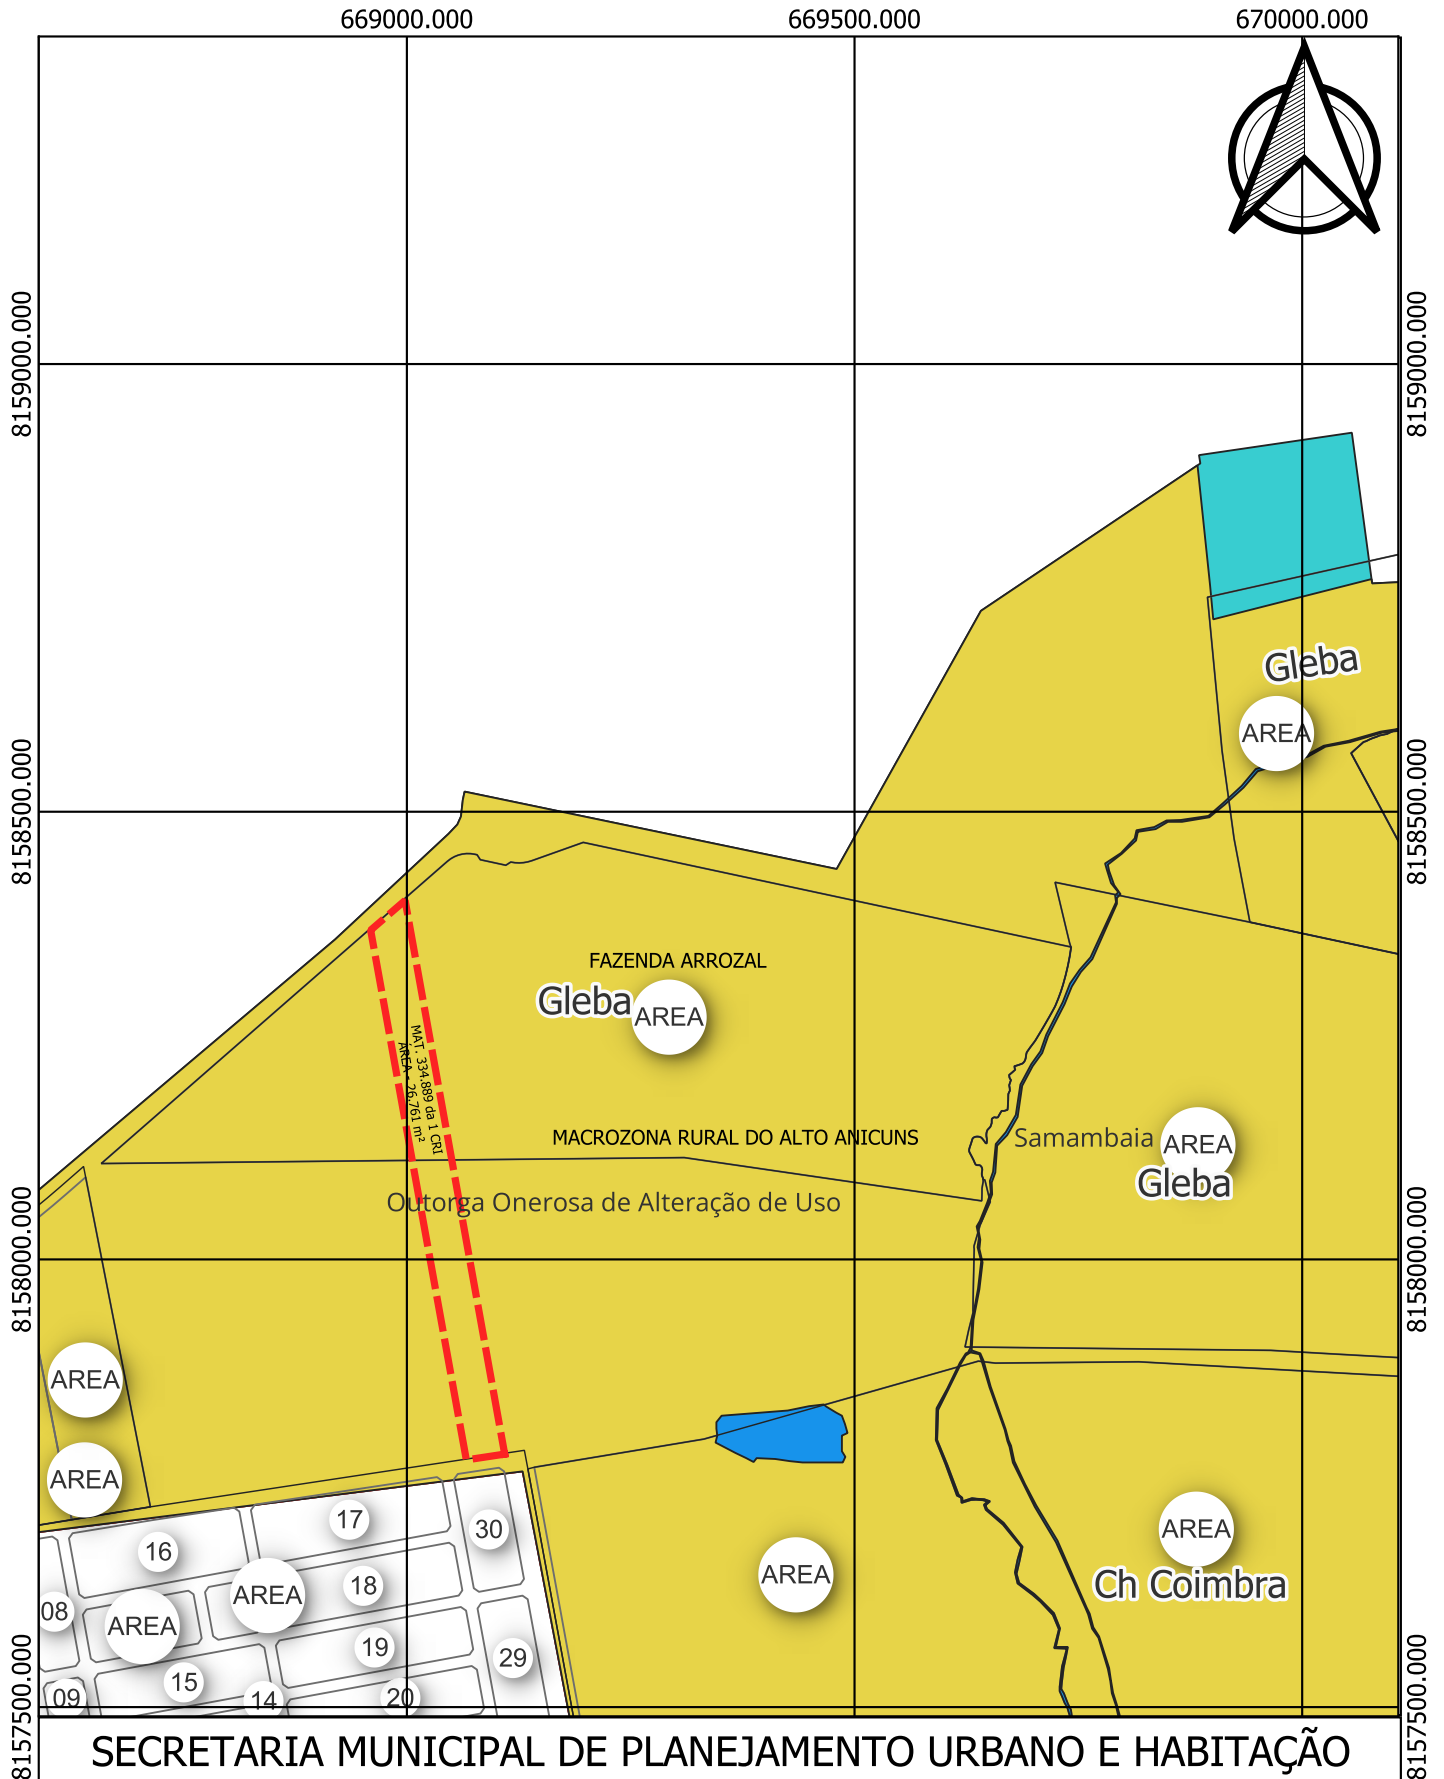 669000.000
669500.000
670000.000
8159000.000
8159000.000
Gleba
AREA
8158500.000
8158500.000
FAZENDA ARROZAL
Gleba
AREA
MAT. 334.889 da 1 CRI
ÁREA - 26.761 m²
MACROZONA RURAL DO ALTO ANICUNS
Samambaia
AREA
Gleba
Outorga Onerosa de Alteração de Uso
8158000.000
8158000.000
AREA
AREA
17
30
16
AREA
Ch Coimbra
AREA
18
AREA
08
AREA
19
29
15
09
14
20
8157500.000
8157500.000
SECRETARIA MUNICIPAL DE PLANEJAMENTO URBANO E HABITAÇÃO